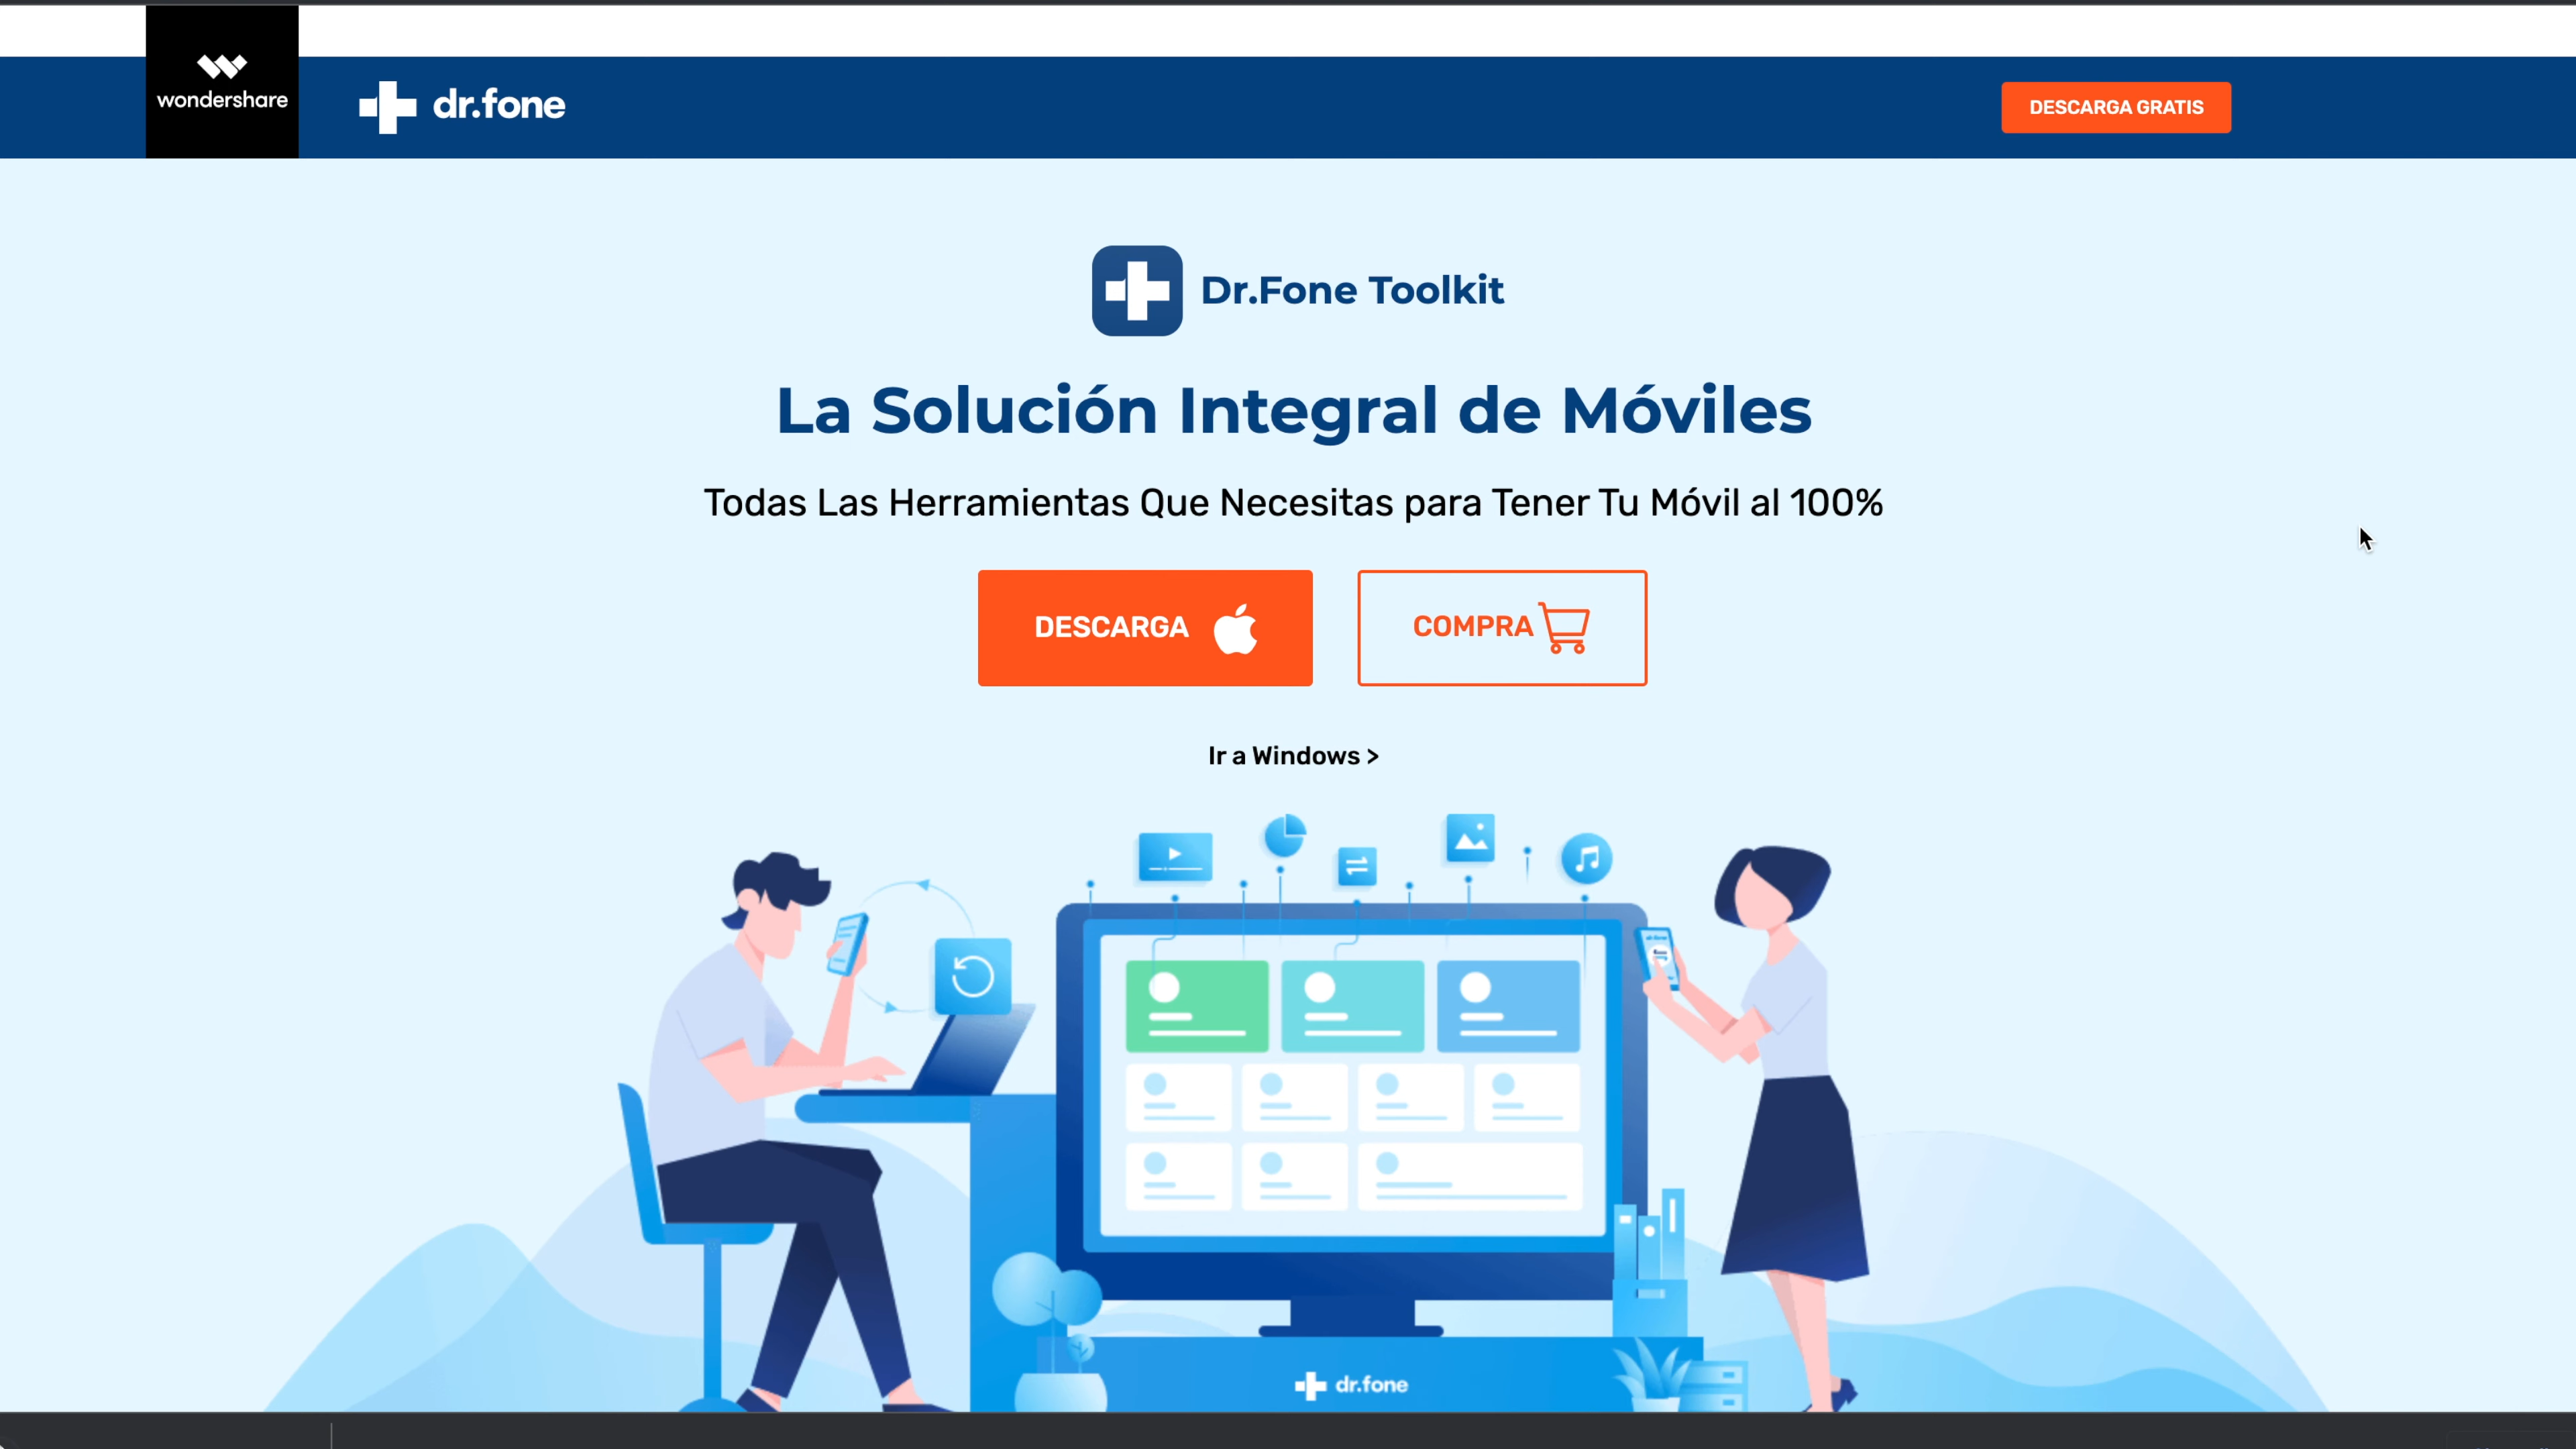 wondershare
dr.fone
DESCARGA GRATIS
Dr.Fone Toolkit
La Solución Integral de Móviles
Todas Las Herramientas Que Necesitas para Tener Tu Móvil al 100%
DESCARGA
COMPRA
Ir a Windows >
dr.fone